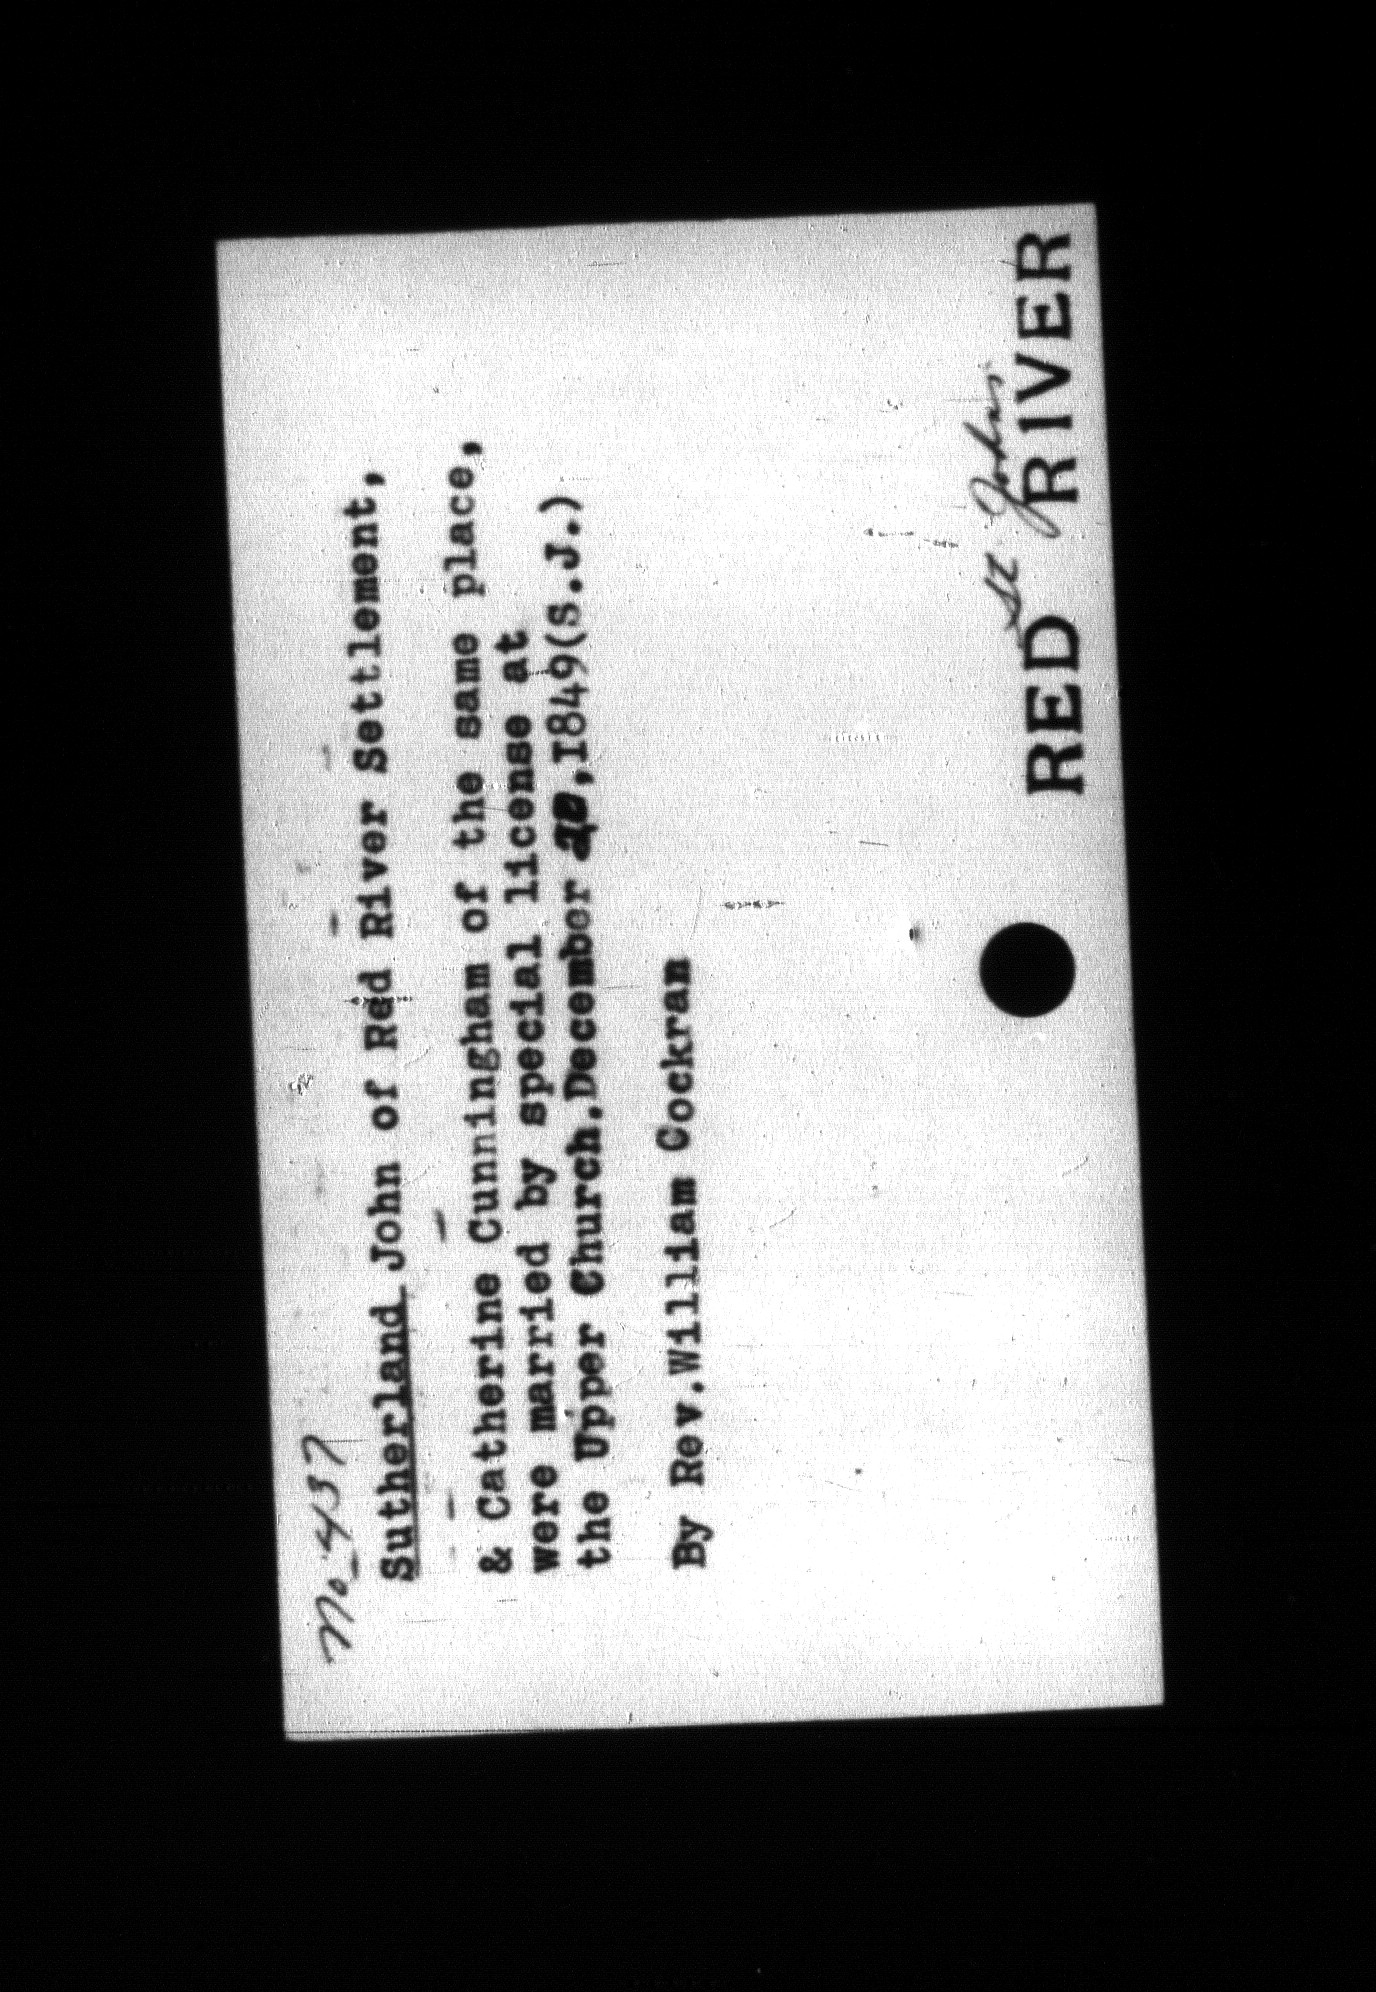 No. 437
Sutherland John of Red River Settlement,
& Catherine Cunningham of the same place,
were married by special license at
the Upper Church.December 20,1849(S.J.)
By Rev.William Cockran
St Johns
RED RIVER